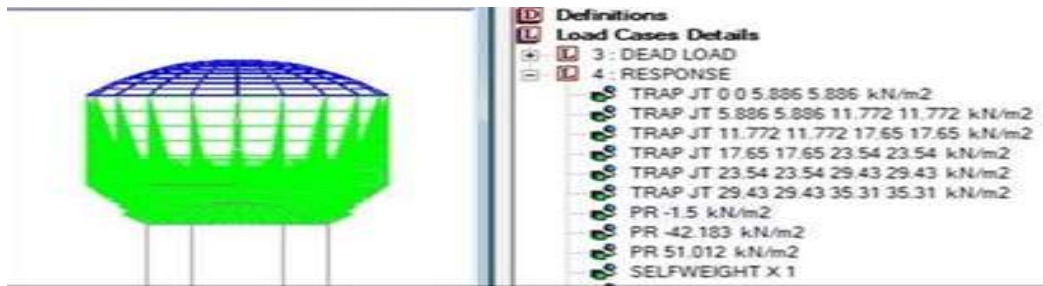 Definitions
Load Cases Details
3 : DEAD LOAD
4 : RESPONSE
TRAP JT 0 0 5.886 5.886 kN/m2
TRAP JT 5.886 5.886 11.772 11.772 kN/m2
TRAP JT 11.772 11.772 17.65 17.65 kN/m2
TRAP JT 17.65 17.65 23.54 23.54 kN/m2
TRAP JT 23.54 23.54 29.43 29.43 kN/m2
TRAP JT 29.43 29.43 35.31 35.31 kN/m2
PR -1.5 kN/m2
PR -42.183 kN/m2
PR 51.012 kN/m2
SELFWEIGHT X 1